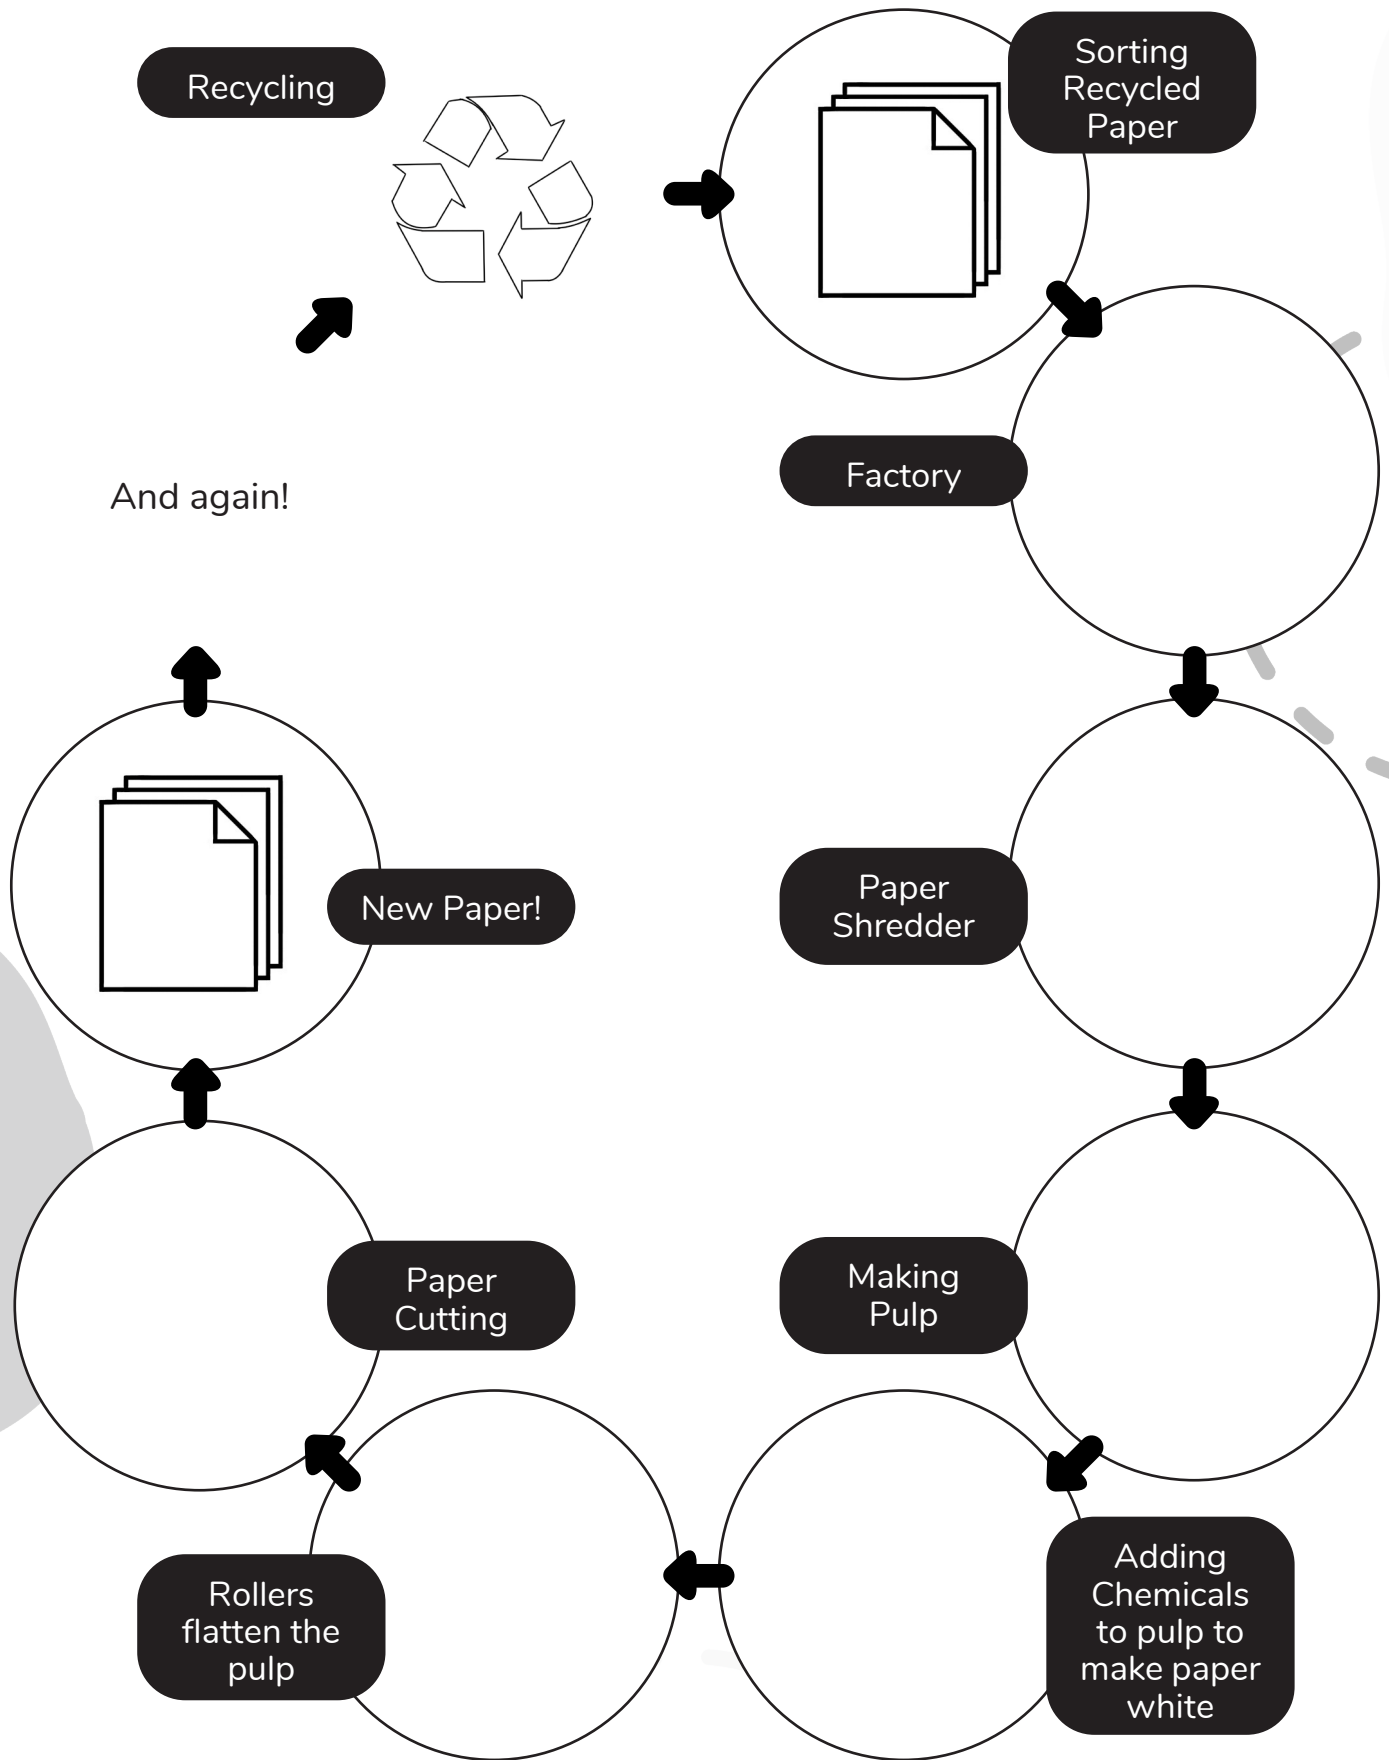 Recycling
Sorting
Recycled
Paper
Factory
And again!
Paper
Shredder
New Paper!
Making
Pulp
Paper
Cutting
Adding
Chemicals
to pulp to
make paper
white
Rollers
flatten the
pulp